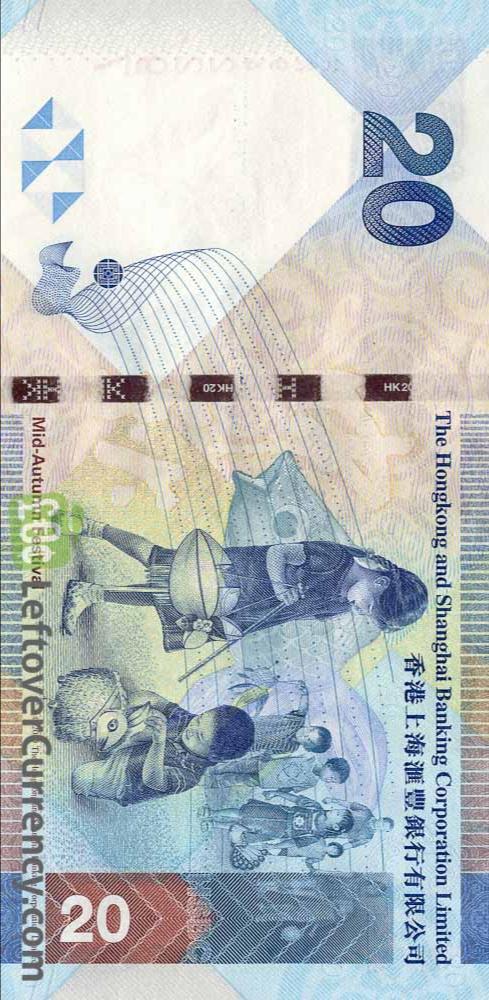 20
HK20
HK20
The Hongkong and Shanghai Banking Corporation Limited
香港上海滙豐銀行有限公司
Mid-Autumn Festival
20
LeftoverCurrency.com